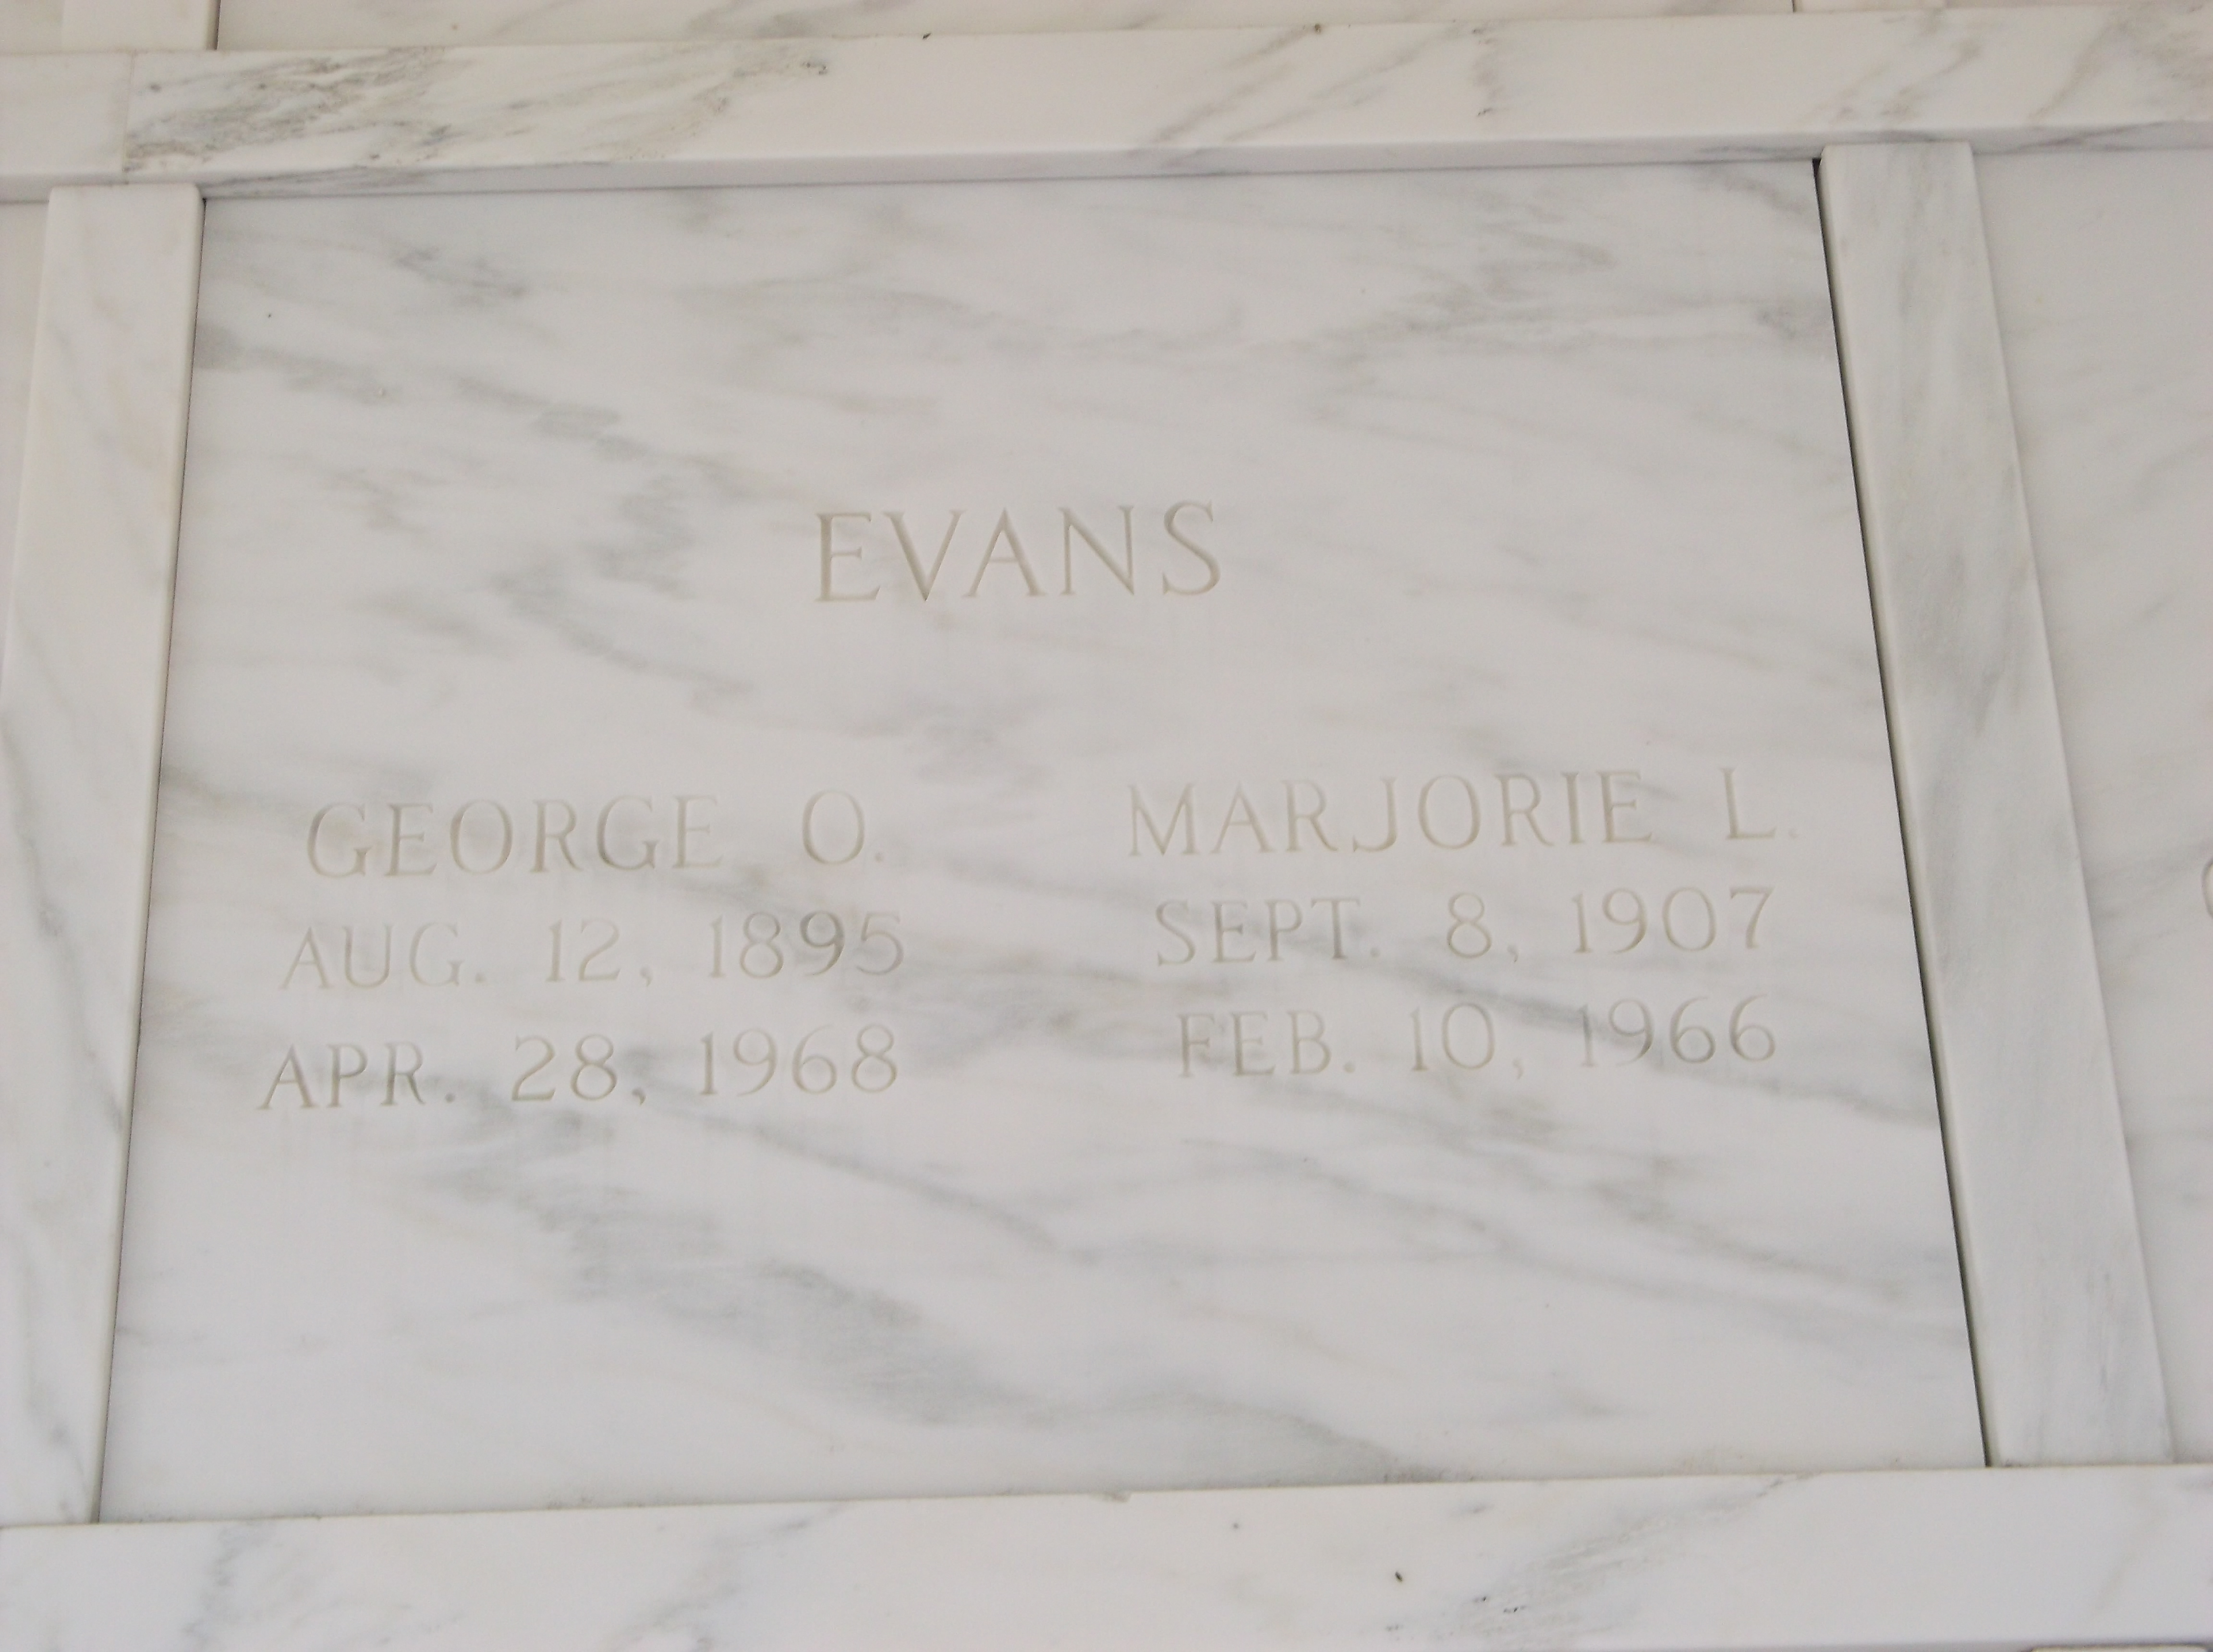 EVANS
GEORGE O.
AUG. 12, 1895
APR. 28, 1968
MARJORIE L.
SEPT. 8, 1907
FEB. 10, 1966